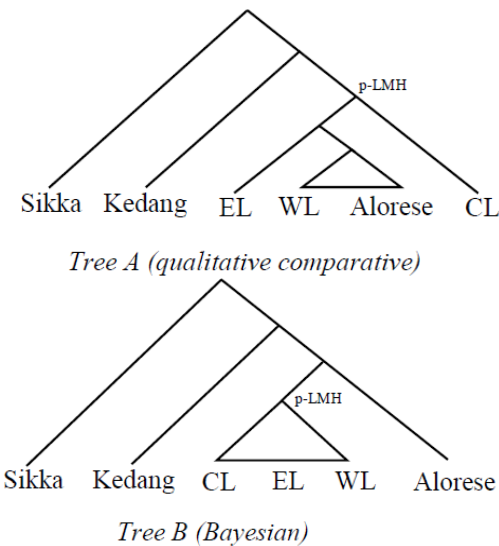 p-LMH
Sikka Kedang EL WL Alorese CL
Tree A (qualitative comparative)
p-LMH
Sikka Kedang CL EL WL Alorese
Tree B (Bayesian)